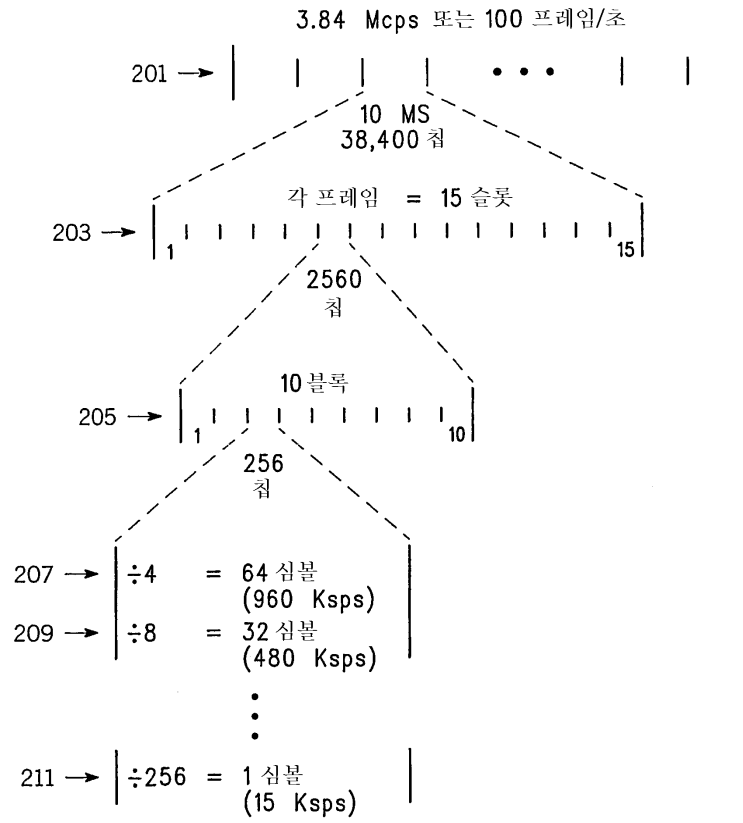 3.84 Mcps 또는 100 프레임/초
201
10 MS
38,400 칩
각 프레임 = 15 슬롯
203
1 15
2560
칩
10 블록
205
1 10
256
칩
207 ÷4 = 64 심볼
(960 Ksps)
209 ÷8 = 32 심볼
(480 Ksps)
211 ÷256 = 1 심볼
(15 Ksps)